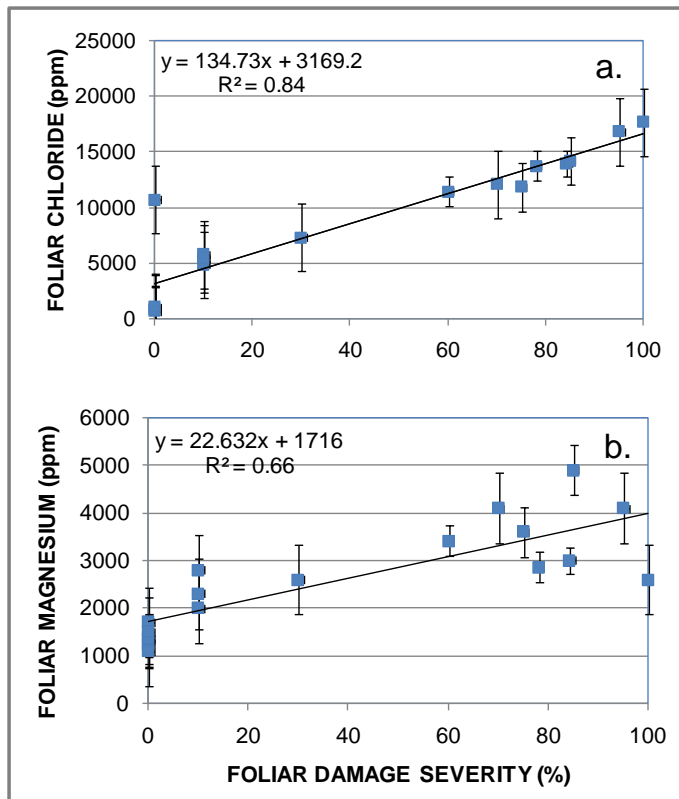 FOLIAR CHLORIDE (ppm)
25000
20000
15000
10000
5000
0
y = 134.73x + 3169.2
R² = 0.84
a.
0 20 40 60 80 100
FOLIAR MAGNESIUM (ppm)
6000
5000
4000
3000
2000
1000
0
y = 22.632x + 1716
R² = 0.66
b.
0 20 40 60 80 100
FOLIAR DAMAGE SEVERITY (%)